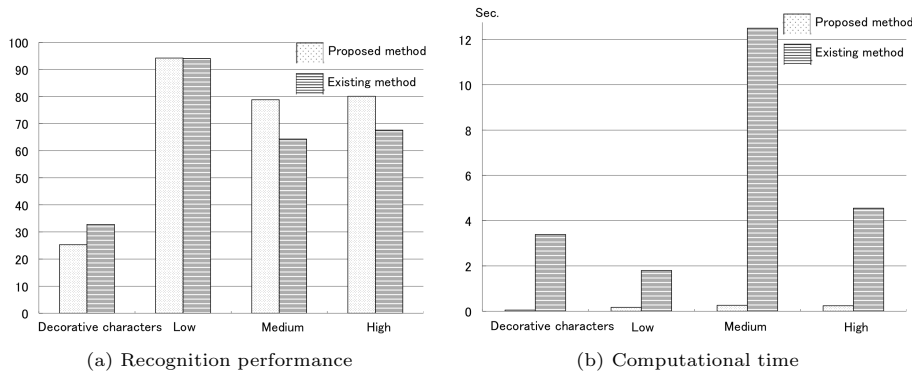 100
90
80
70
60
50
40
30
20
10
0
Proposed method
Existing method
Decorative characters Low Medium High
(a) Recognition performance
Sec.
12
10
8
6
4
2
0
Proposed method
Existing method
Decorative characters Low Medium High
(b) Computational time